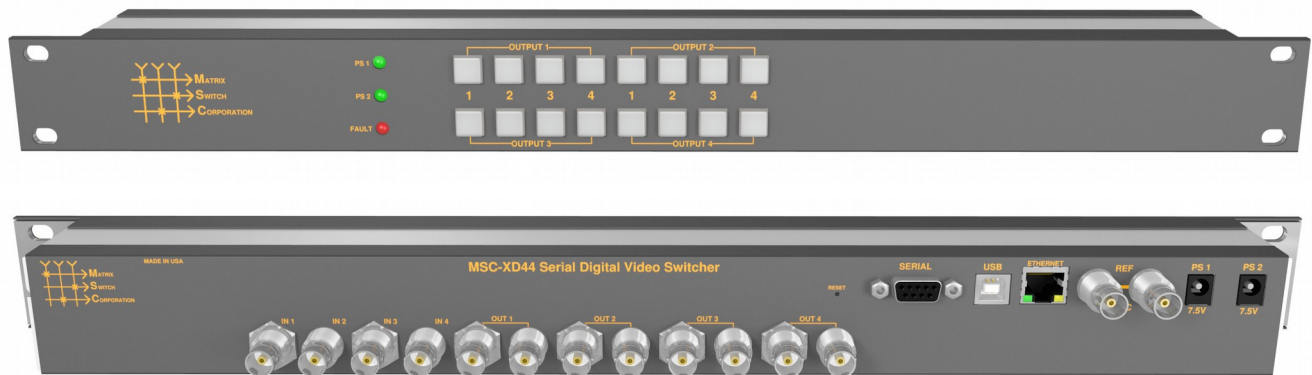 OUTPUT 1
OUTPUT 2
PS 1
PS 2
FAULT
MATRIX
SWITCH
CORPORATION
1 2 3 4 1 2 3 4
OUTPUT 3
OUTPUT 4
MATRIX
SWITCH
CORPORATION
MADE IN USA
MSC-XD44 Serial Digital Video Switcher
RESET
SERIAL
USB
ETHERNET
REF
C
PS 1
PS 2
7.5V
7.5V
IN 1
IN 2
IN 3
IN 4
OUT 1
OUT 2
OUT 3
OUT 4